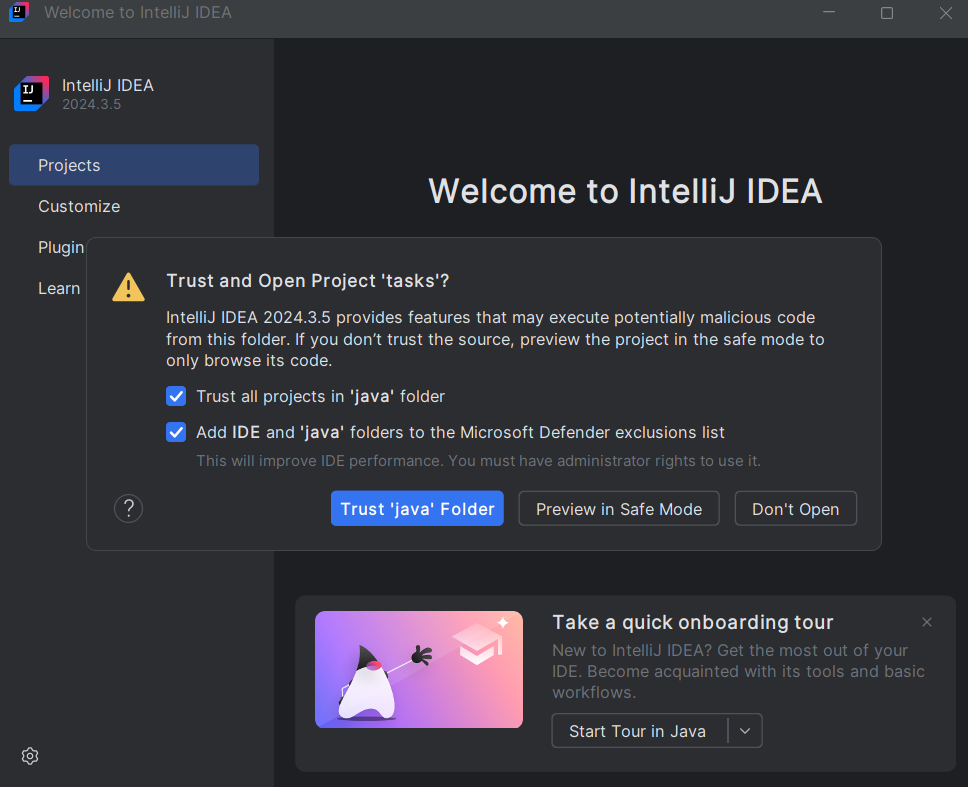 IJ
Welcome to IntelliJ IDEA
IJ
IntelliJ IDEA
2024.3.5
Projects
Customize
Plugin
Learn
Welcome to IntelliJ IDEA
Trust and Open Project 'tasks'?
IntelliJ IDEA 2024.3.5 provides features that may execute potentially malicious code
from this folder. If you don’t trust the source, preview the project in the safe mode to
only browse its code.
Trust all projects in 'java' folder
Add IDE and 'java' folders to the Microsoft Defender exclusions list
This will improve IDE performance. You must have administrator rights to use it.
?
Trust 'java' Folder
Preview in Safe Mode
Don't Open
Take a quick onboarding tour
New to IntelliJ IDEA? Get the most out of your
IDE. Become acquainted with its tools and basic
workflows.
Start Tour in Java